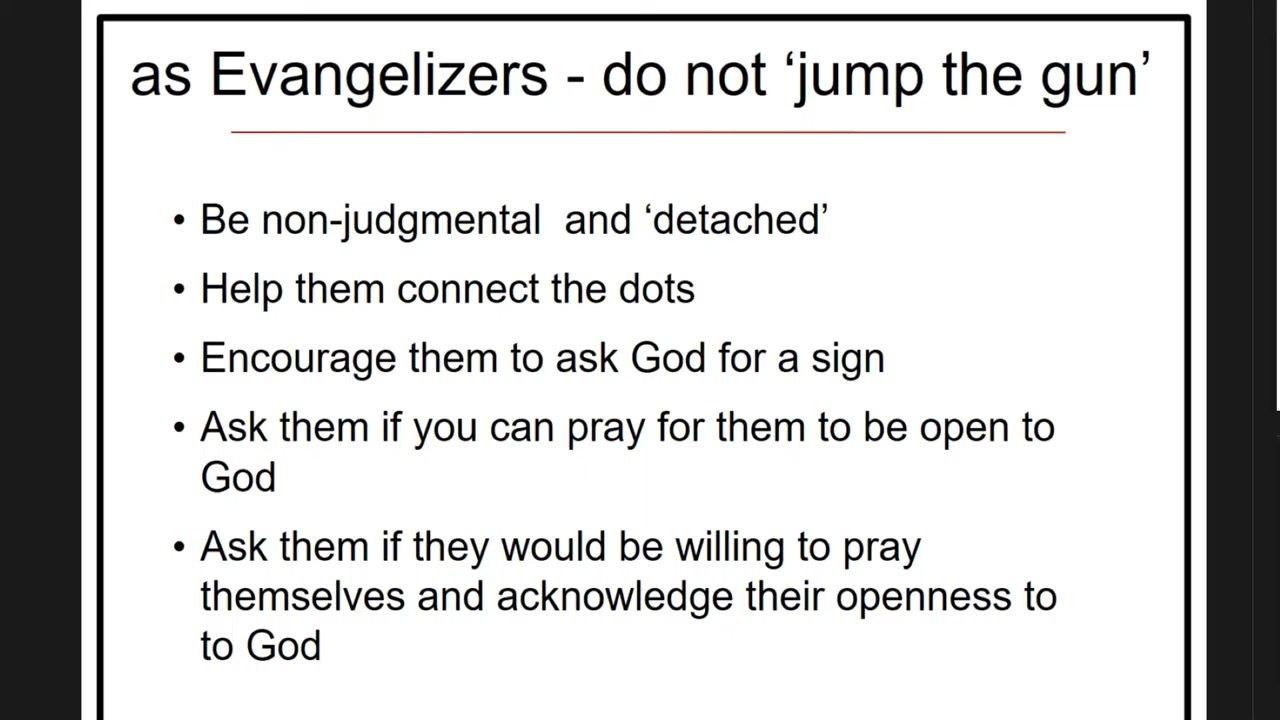 as Evangelizers - do not ‘jump the gun’
• Be non-judgmental  and ‘detached’
• Help them connect the dots
• Encourage them to ask God for a sign
• Ask them if you can pray for them to be open to
God
• Ask them if they would be willing to pray
themselves and acknowledge their openness to
to God